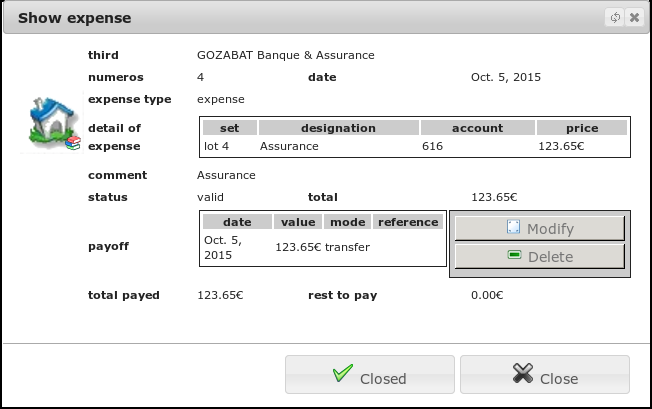 Show expense
third GOZABAT Banque & Assurance
numeros 4 date Oct. 5, 2015
expense type expense
detail of expense
set designation account price
lot 4 Assurance 616 123.65€
comment Assurance
status valid total 123.65€
payoff
date value mode reference
Oct. 5, 2015 123.65€ transfer
Modify
Delete
total payed 123.65€ rest to pay 0.00€
Closed Close